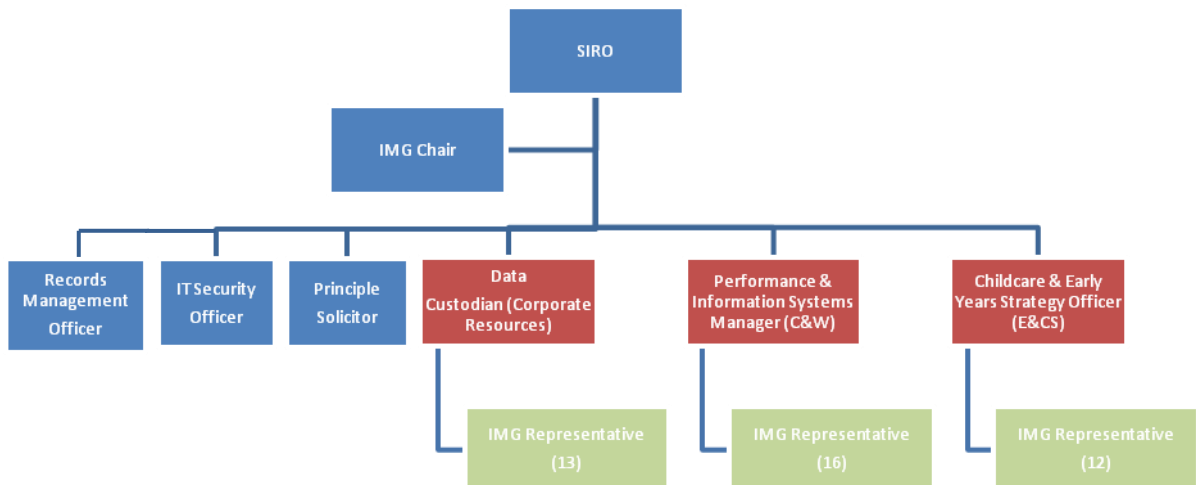 SIRO
IMG Chair
Records
Management
Officer
IT Security
Officer
Principle
Solicitor
Data
Custodian (Corporate
Resources)
Performance &
Information Systems
Manager (C&W)
Childcare & Early
Years Strategy Officer
(E&CS)
IMG Representative
(13)
IMG Representative
(16)
IMG Representative
(12)